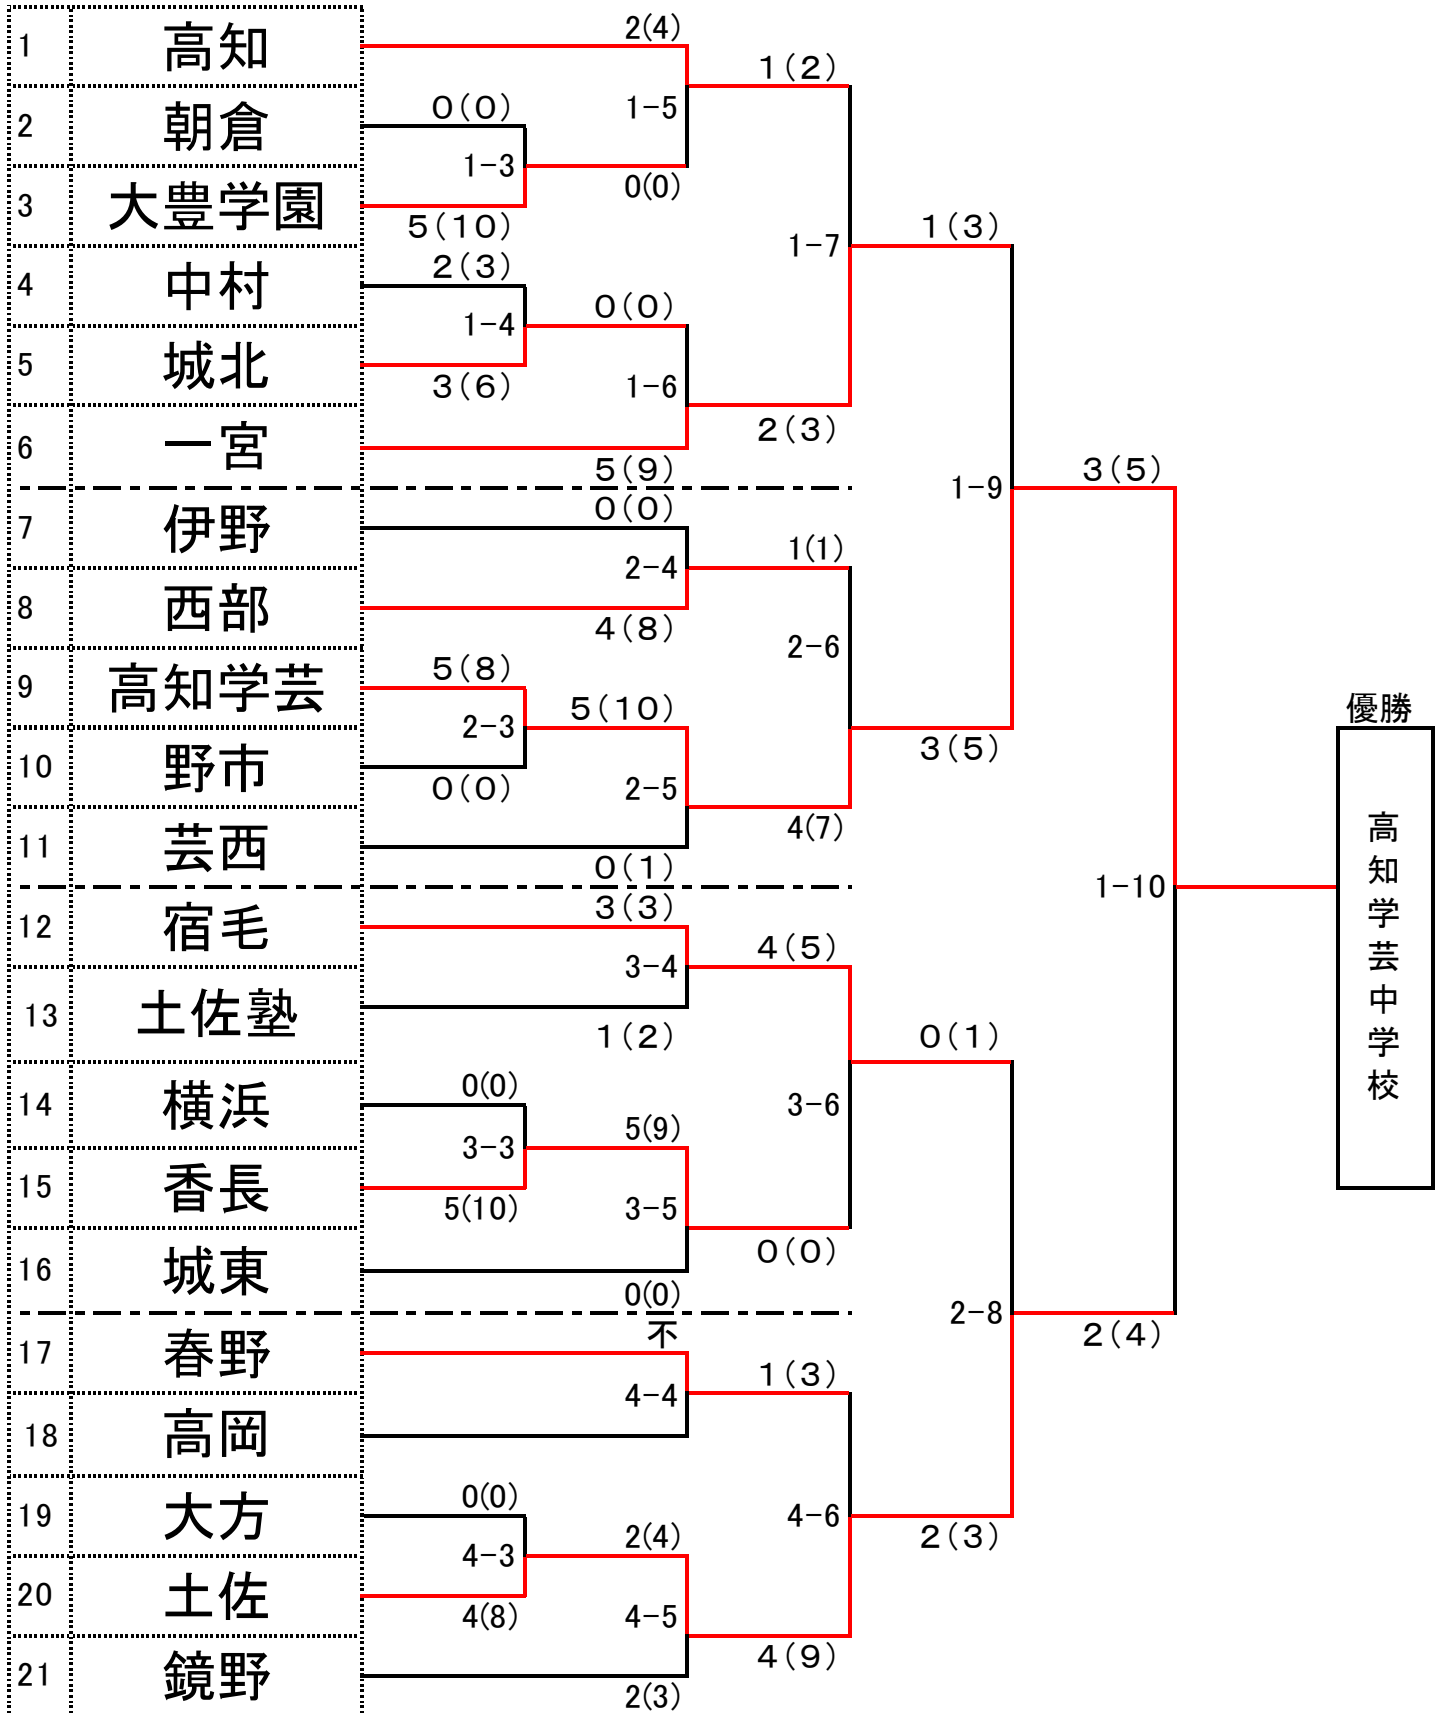 1 高知
2 朝倉
3 大豊学園
4 中村
5 城北
6 一宮
7 伊野
8 西部
9 高知学芸
10 野市
11 芸西
12 宿毛
13 土佐塾
14 横浜
15 香長
16 城東
17 春野
18 高岡
19 大方
20 土佐
21 鏡野
0(0)
1-3
5(10)
2(3)
1-4
3(6)
5(8)
2-3
0(0)
0(0)
3-3
5(10)
0(0)
4-3
4(8)
2(4)
1-5
0(0)
0(0)
1-6
5(9)
0(0)
2-4
4(8)
5(10)
2-5
0(1)
3(3)
3-4
1(2)
5(9)
3-5
0(0)
不
4-4
2(4)
4-5
2(3)
1(2)
1-7
2(3)
1(1)
2-6
4(7)
4(5)
3-6
0(0)
1(3)
4-6
4(9)
1(3)
1-9
3(5)
0(1)
2-8
2(3)
3(5)
1-10
2(4)
優勝
高知学芸中学校